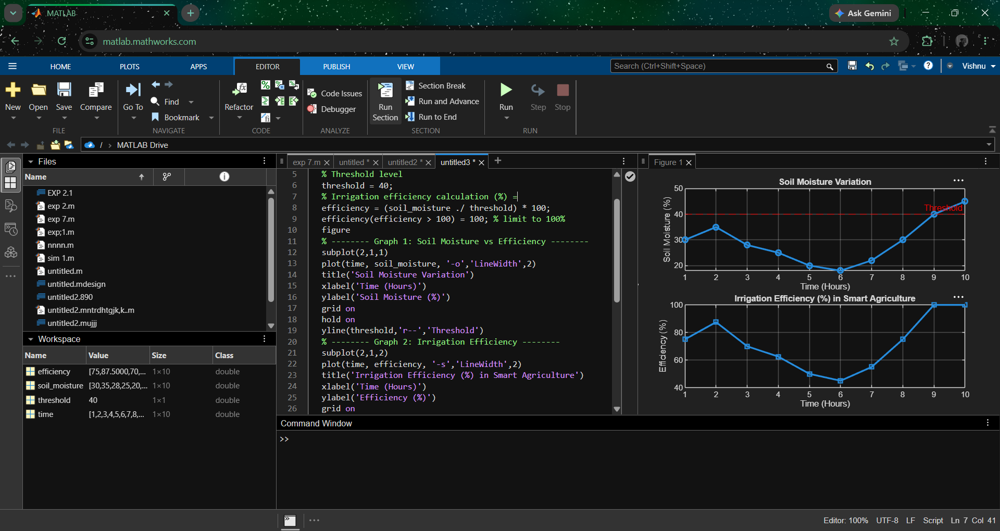 MATLAB
Ask Gemini
matlab.mathworks.com
HOME PLOTS APPS EDITOR PUBLISH VIEW
Search (Ctrl+Shift+Space)
Vishnu
New Open Save Compare
FILE
Go To
Find
Bookmark
NAVIGATE
Refactor
CODE
Code Issues
Debugger
ANALYZE
Run Section
Section Break
Run and Advance
Run to End
SECTION
Run Step Stop
RUN
/ > MATLAB Drive
Files
Name
EXP 2.1
exp 2.m
exp 7.m
exp;1.m
nnnn.m
sim 1.m
untitled.m
untitled.mdesign
untitled2.890
untitled2.mntrdhtgjk,k..m
untitled2.mujjj
Workspace
Name Value Size Class
efficiency [75,87.5000,70,... 1×10 double
soil_moisture [30,35,28,25,20,... 1×10 double
threshold 40 1×1 double
time [1,2,3,4,5,6,7,8,... 1×10 double
exp 7.m untitled * untitled2 * untitled3 *
5 % Threshold level
6 threshold = 40;
7 % Irrigation efficiency calculation (%) =
8 efficiency = (soil_moisture ./ threshold) * 100;
9 efficiency(efficiency > 100) = 100; % limit to 100%
10 figure
11 % -------- Graph 1: Soil Moisture vs Efficiency --------
12 subplot(2,1,1)
13 plot(time, soil_moisture, '-o','LineWidth',2)
14 title('Soil Moisture Variation')
15 xlabel('Time (Hours)')
16 ylabel('Soil Moisture (%)')
17 grid on
18 hold on
19 yline(threshold,'r--','Threshold')
20 % -------- Graph 2: Irrigation Efficiency --------
21 subplot(2,1,2)
22 plot(time, efficiency, '-s','LineWidth',2)
23 title('Irrigation Efficiency (%) in Smart Agriculture')
24 xlabel('Time (Hours)')
25 ylabel('Efficiency (%)')
26 grid on
Figure 1
Soil Moisture Variation
Soil Moisture (%)
50
40
30
20
Threshold
1 2 3 4 5 6 7 8 9 10
Time (Hours)
Irrigation Efficiency (%) in Smart Agriculture
Efficiency (%)
100
80
60
40
1 2 3 4 5 6 7 8 9 10
Time (Hours)
Command Window
>>
Editor: 100% UTF-8 LF Script Ln 7 Col 41